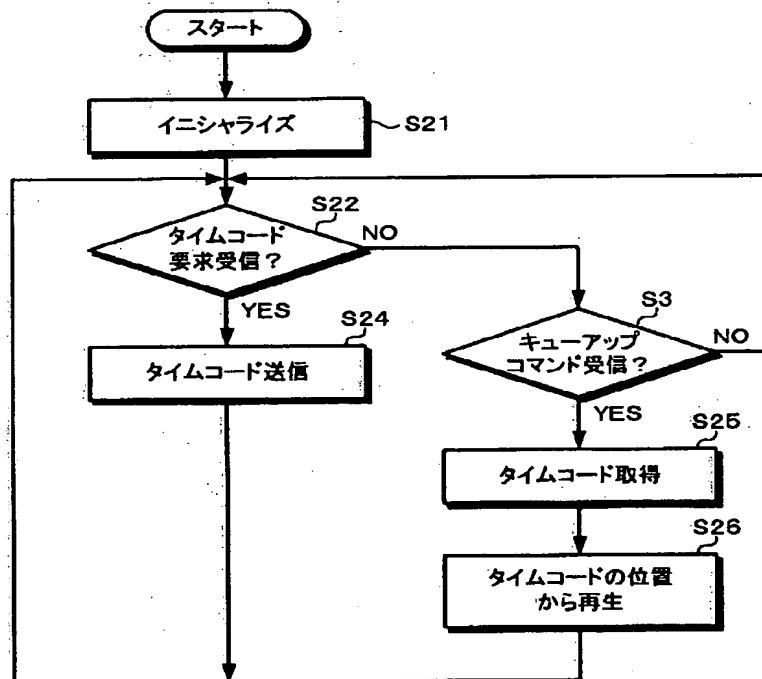 スタート
イニシャライズ
S21
S22
タイムコード
要求受信？
NO
YES
S3
キューアップ
コマンド受信？
NO
YES
S24
タイムコード送信
S25
タイムコード取得
S26
タイムコードの位置
から再生